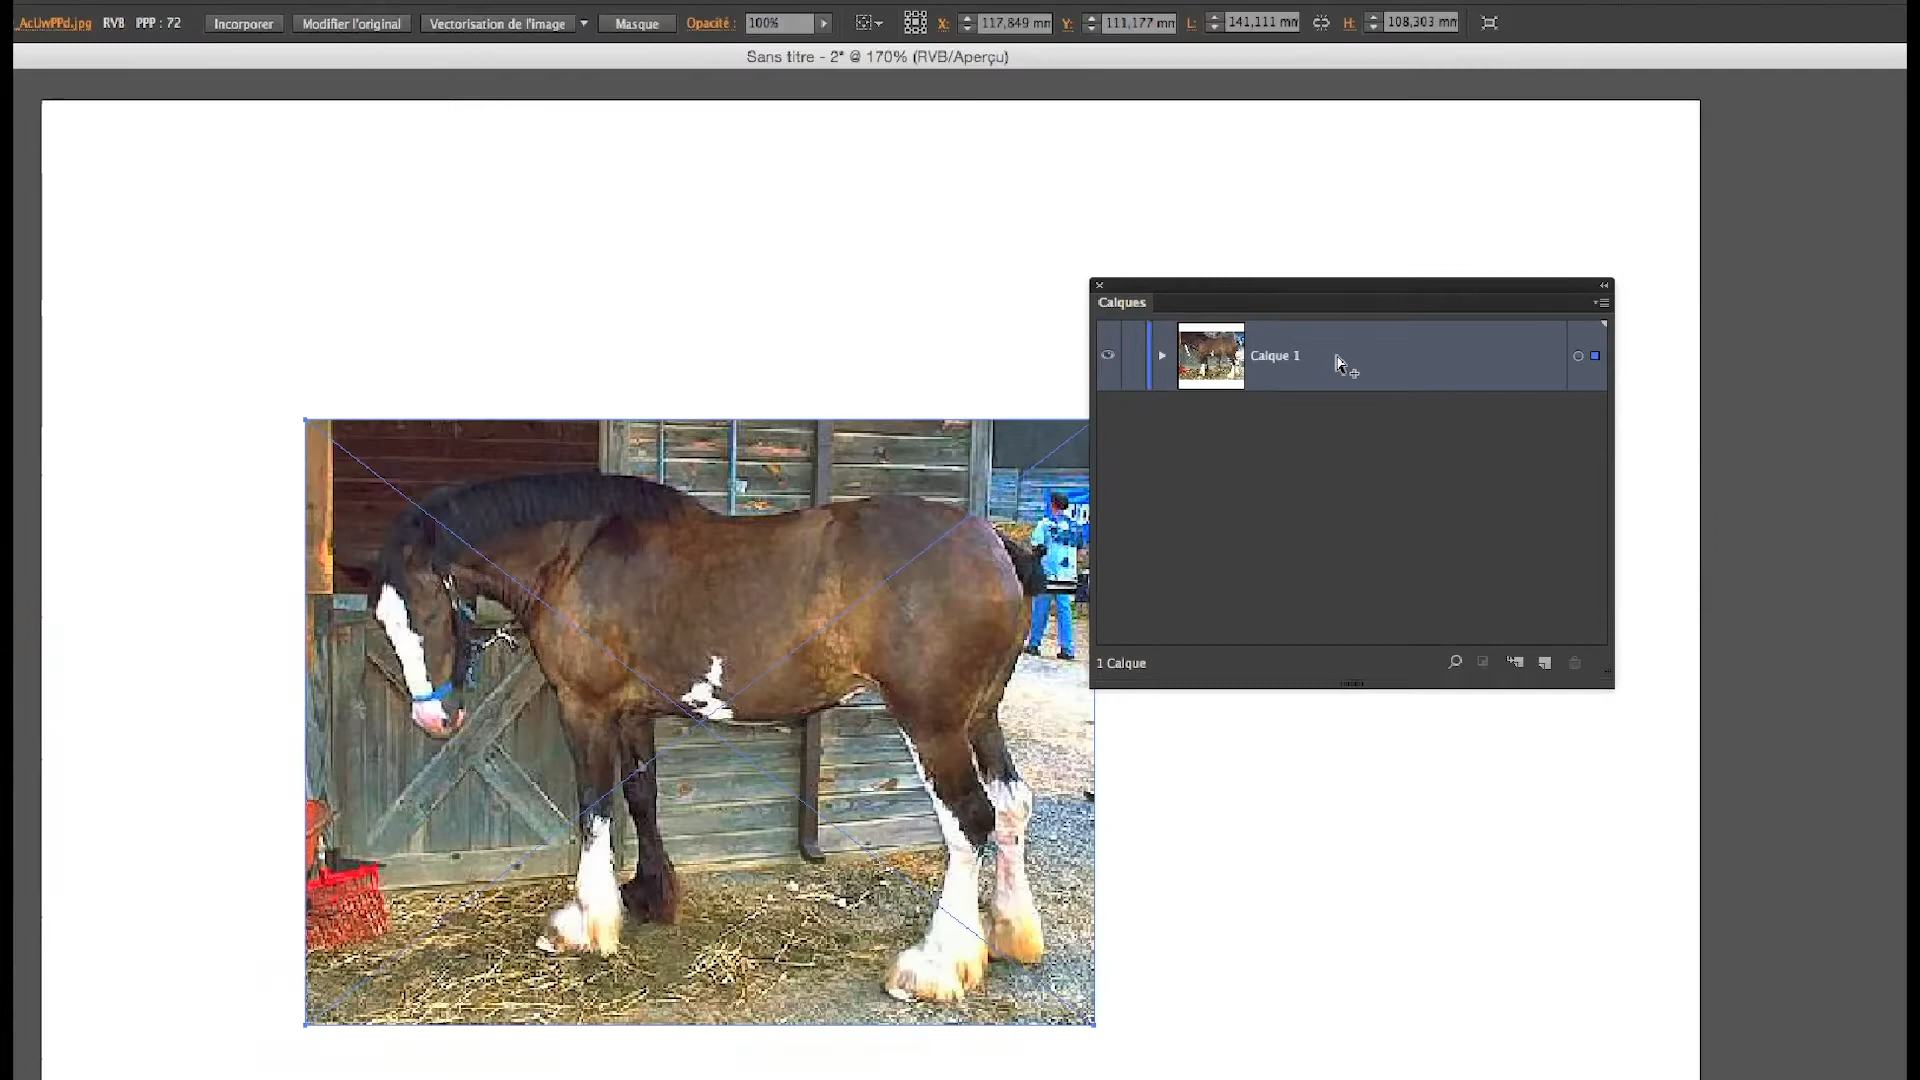 AcUwPPd.jpg RVB PPP : 72 Incorporer Modifier l'original Vectorisation de l'image Masque Opacité : 100% X: 117,849 mm Y: 111,177 mm L: 141,111 mm H: 108,303 mm
Sans titre - 2* @ 170% (RVB/Aperçu)
Calques
Calque 1
1 Calque